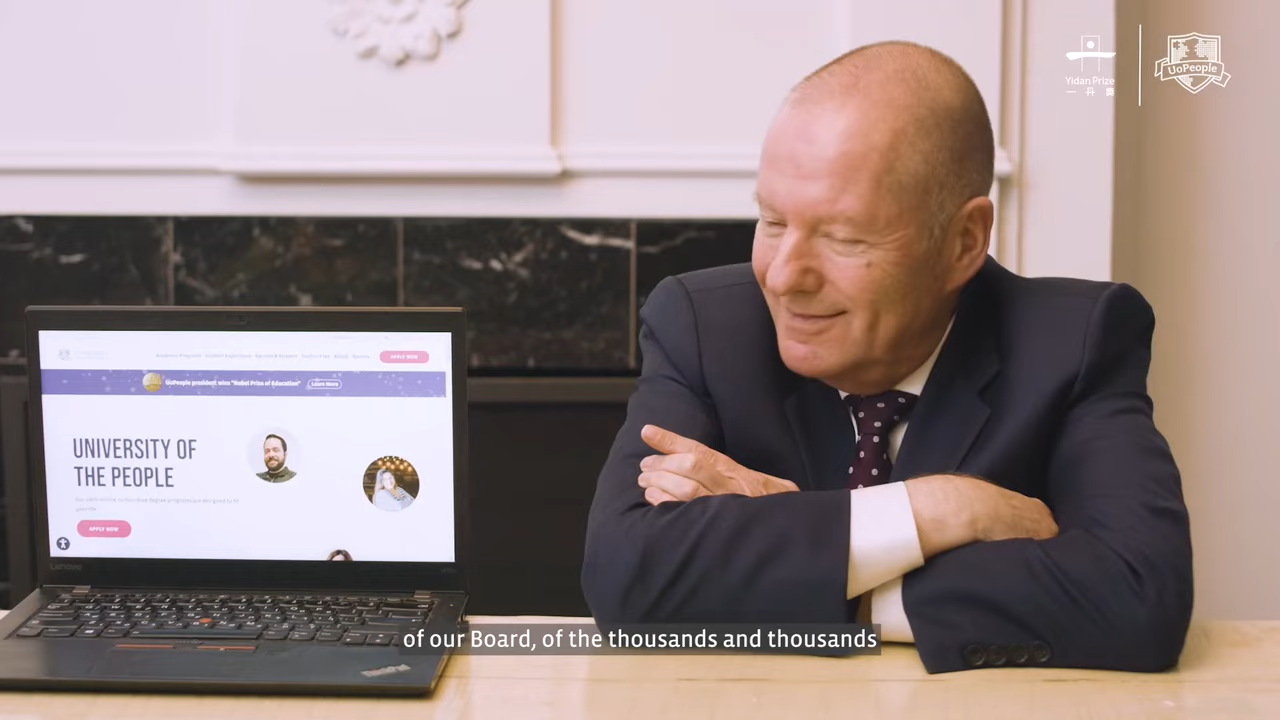 Yidan Prize
一丹奖
UoPeople
APPLY NOW
UoPeople president wins "Nobel Prize of Education"
Learn More
UNIVERSITY OF
THE PEOPLE
APPLY NOW
Lenovo
of our Board, of the thousands and thousands